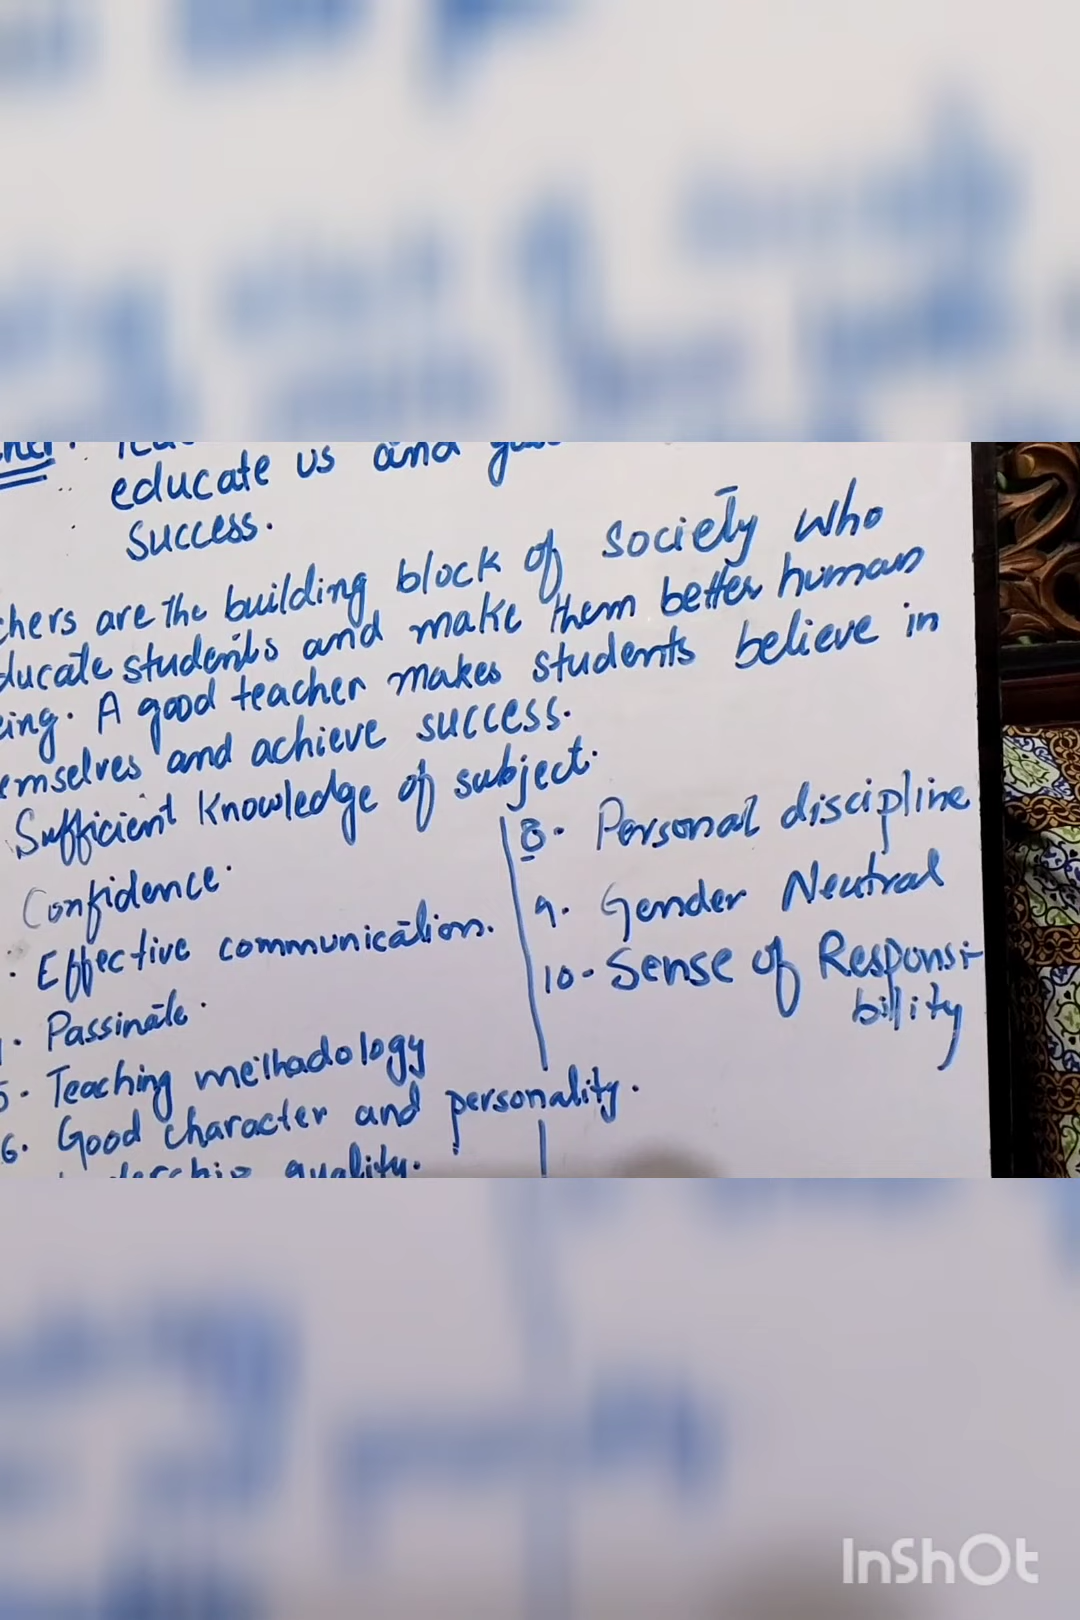 educate us and
success.
chers are the building block of society who
ducate students and make them better human
eing. A good teacher makes students believe in
emselves and achieve success.
Sufficient Knowledge of subject.
Confidence.
. Effective communication.
. Passinate.
5. Teaching methadology
6. Good character and personality.
quality.
8. Personal discipline
9. Gender Neutral
10- Sense of Responsi-
bility
InShOt